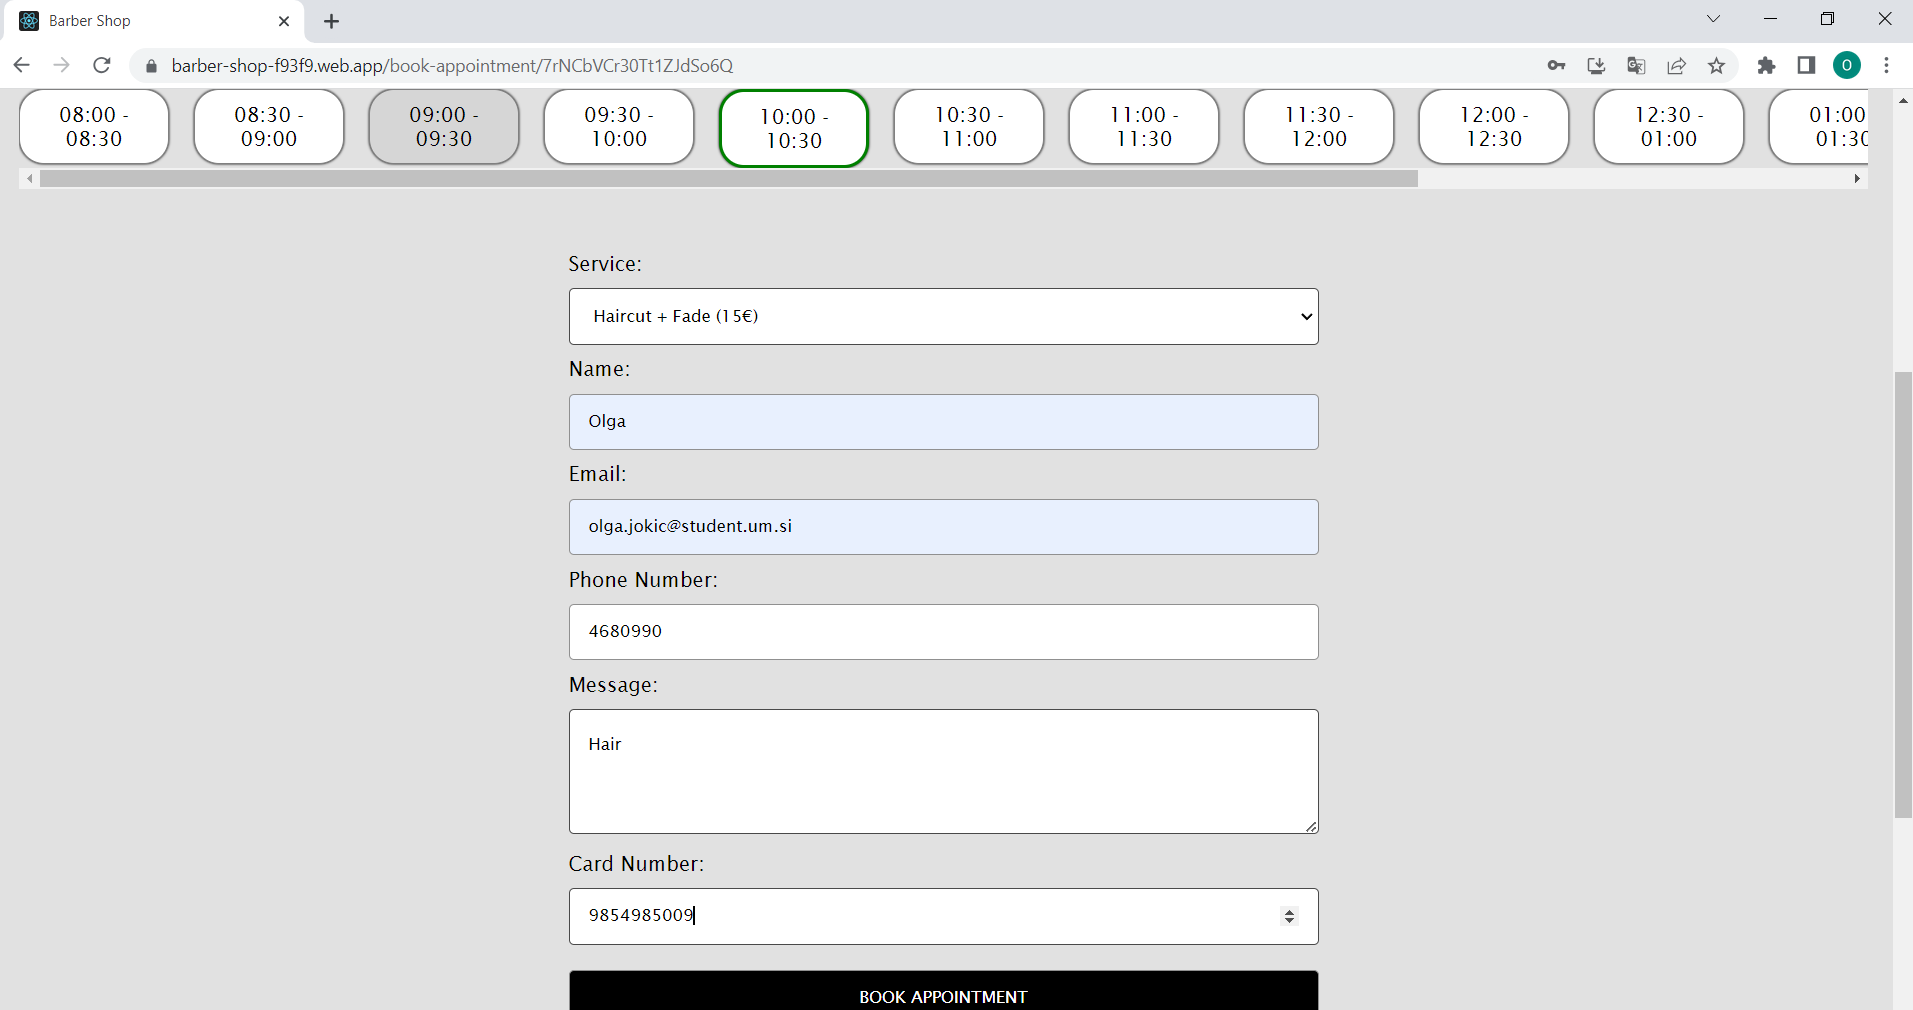 Barber Shop
barber-shop-f93f9.web.app/book-appointment/7rNCbVCr30Tt1ZJdSo6Q
O
08:00 -
08:30
08:30 -
09:00
09:00 -
09:30
09:30 -
10:00
10:00 -
10:30
10:30 -
11:00
11:00 -
11:30
11:30 -
12:00
12:00 -
12:30
12:30 -
01:00
01:00
01:30
Service:
Haircut + Fade (15€)
Name:
Olga
Email:
olga.jokic@student.um.si
Phone Number:
4680990
Message:
Hair
Card Number:
9854985009
BOOK APPOINTMENT